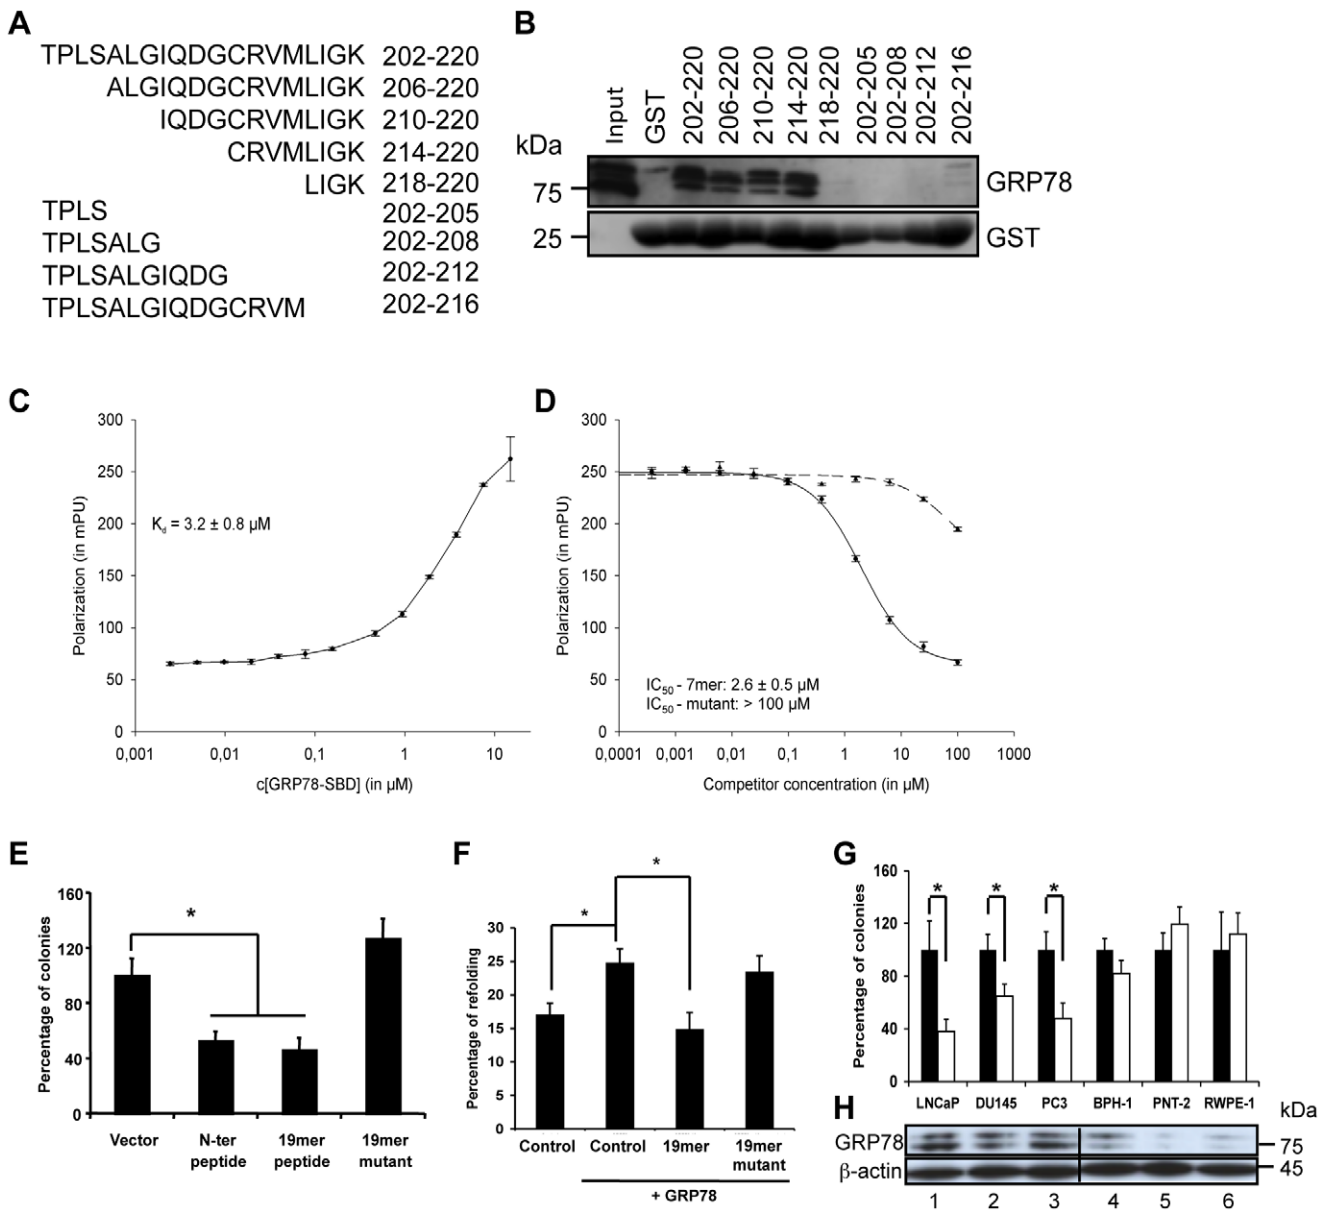 A
TPLSALGIQDGCRVMLIGK 202-220
ALGIQDGCRVMLIGK 206-220
IQDGCRVMLIGK 210-220
CRVMLIGK 214-220
LIGK 218-220
TPLS 202-205
TPLSALG 202-208
TPLSALGIQDG 202-212
TPLSALGIQDGCRVM 202-216
B
Input GST 202-220 206-220 210-220 214-220 218-220 202-205 202-208 202-212 202-216
kDa
75 GRP78
25 GST
C
Polarization (in mPU)
300
250
200
150
100
50
0
Kd = 3.2 ± 0.8 µM
0,001 0,01 0,1 1 10
c[GRP78-SBD] (in µM)
D
Polarization (in mPU)
300
250
200
150
100
50
0
IC50 - 7mer: 2.6 ± 0.5 µM
IC50 - mutant: > 100 µM
0,0001 0,001 0,01 0,1 1 10 100 1000
Competitor concentration (in µM)
E
Percentage of colonies
160
120
80
40
0
*
Vector N-ter peptide 19mer peptide 19mer mutant
F
Percentage of refolding
30
25
20
15
10
5
0
* *
Control Control 19mer 19mer mutant
+ GRP78
G
Percentage of colonies
160
120
80
40
0
* * *
LNCaP DU145 PC3 BPH-1 PNT-2 RWPE-1
H
kDa
GRP78 75
β-actin 45
1 2 3 4 5 6